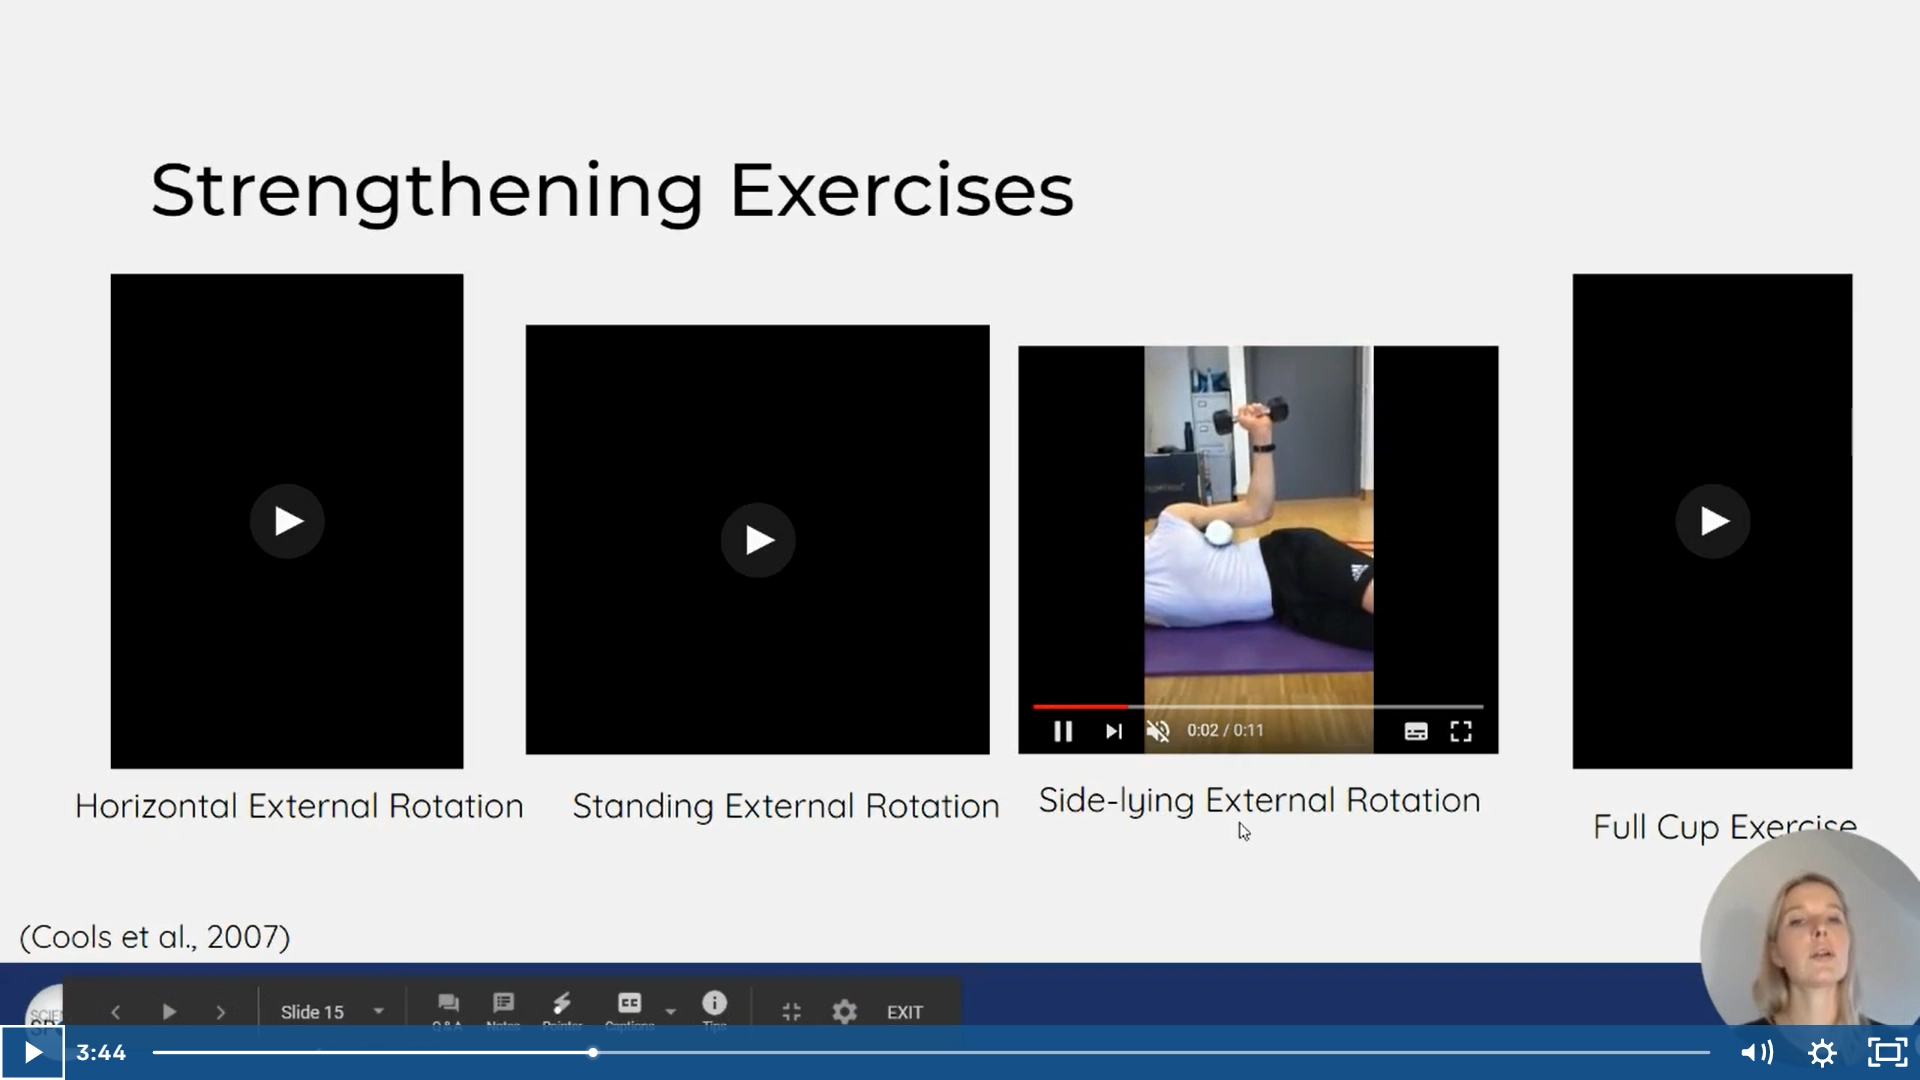 Strengthening Exercises
0:02 / 0:11
Horizontal External Rotation
Standing External Rotation
Side-lying External Rotation
Full Cup Exercise
(Cools et al., 2007)
Slide 15
CC
Q & A
Notes
Pointer
Captions
Tips
EXIT
3:44